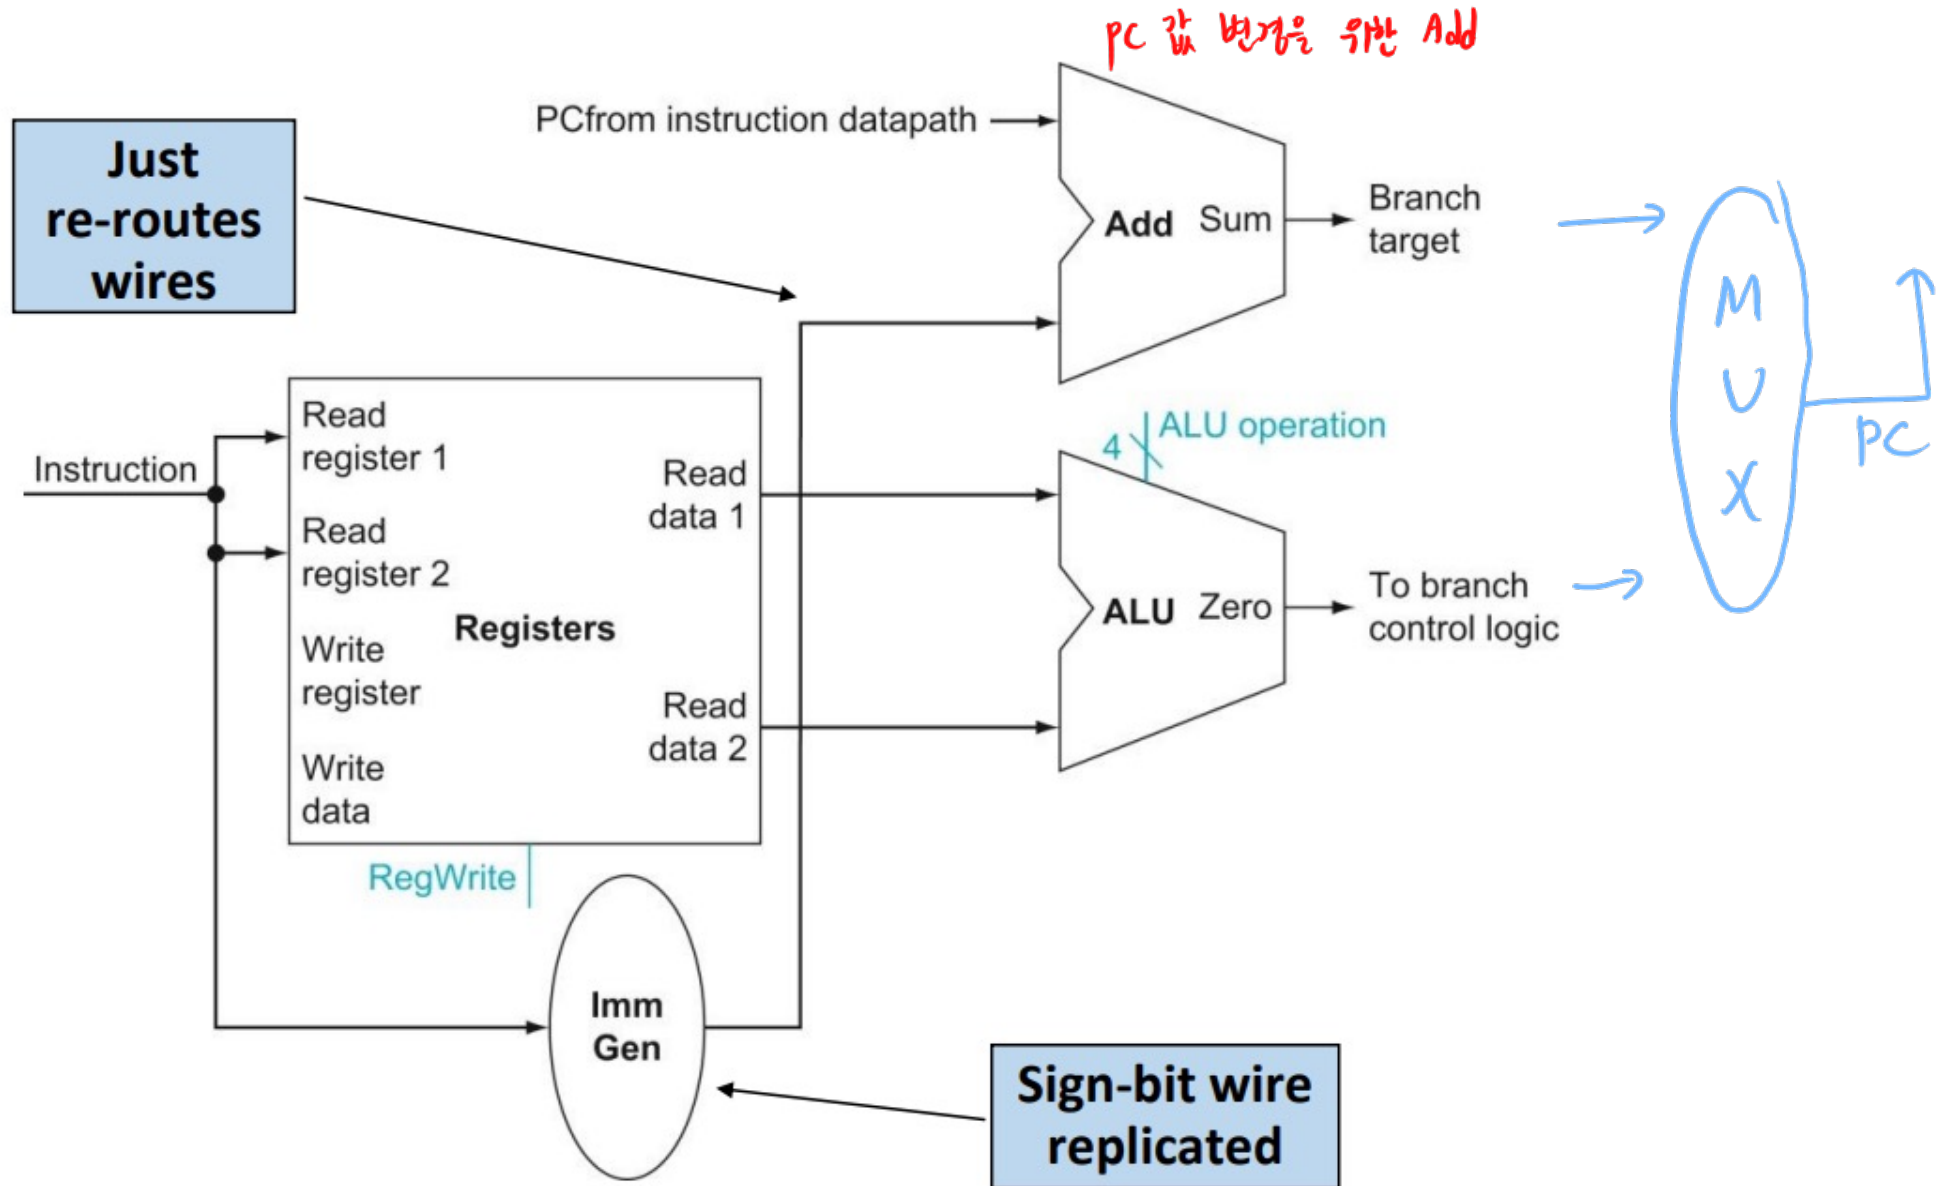 pc 값 변경을 위한 Add
PCfrom instruction datapath
Just
re-routes
wires
Add
Sum
Branch
target
M
U
X
PC
4
ALU operation
Instruction
Read
register 1
Read
register 2
Write
register
Write
data
Registers
Read
data 1
Read
data 2
ALU
Zero
To branch
control logic
RegWrite
Imm
Gen
Sign-bit wire
replicated